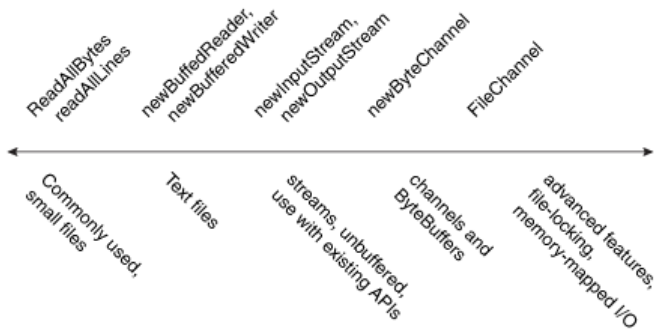 ReadAllBytes
readAllLines
newBuffedReader,
newBufferedWriter
newInputStream,
newOutputStream
newByteChannel
FileChannel
Commonly used,
small files
Text files
streams, unbuffered,
use with existing APIs
channels and
ByteBuffers
advanced features,
file-locking,
memory-mapped I/O